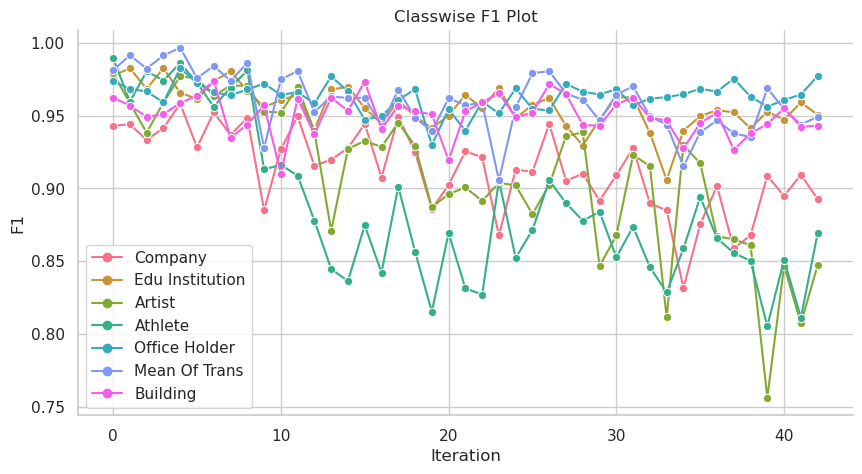 Classwise F1 Plot
1.00
0.95
0.90
0.85
0.80
0.75
F1
Company
Edu Institution
Artist
Athlete
Office Holder
Mean Of Trans
Building
0 10 20 30 40
Iteration